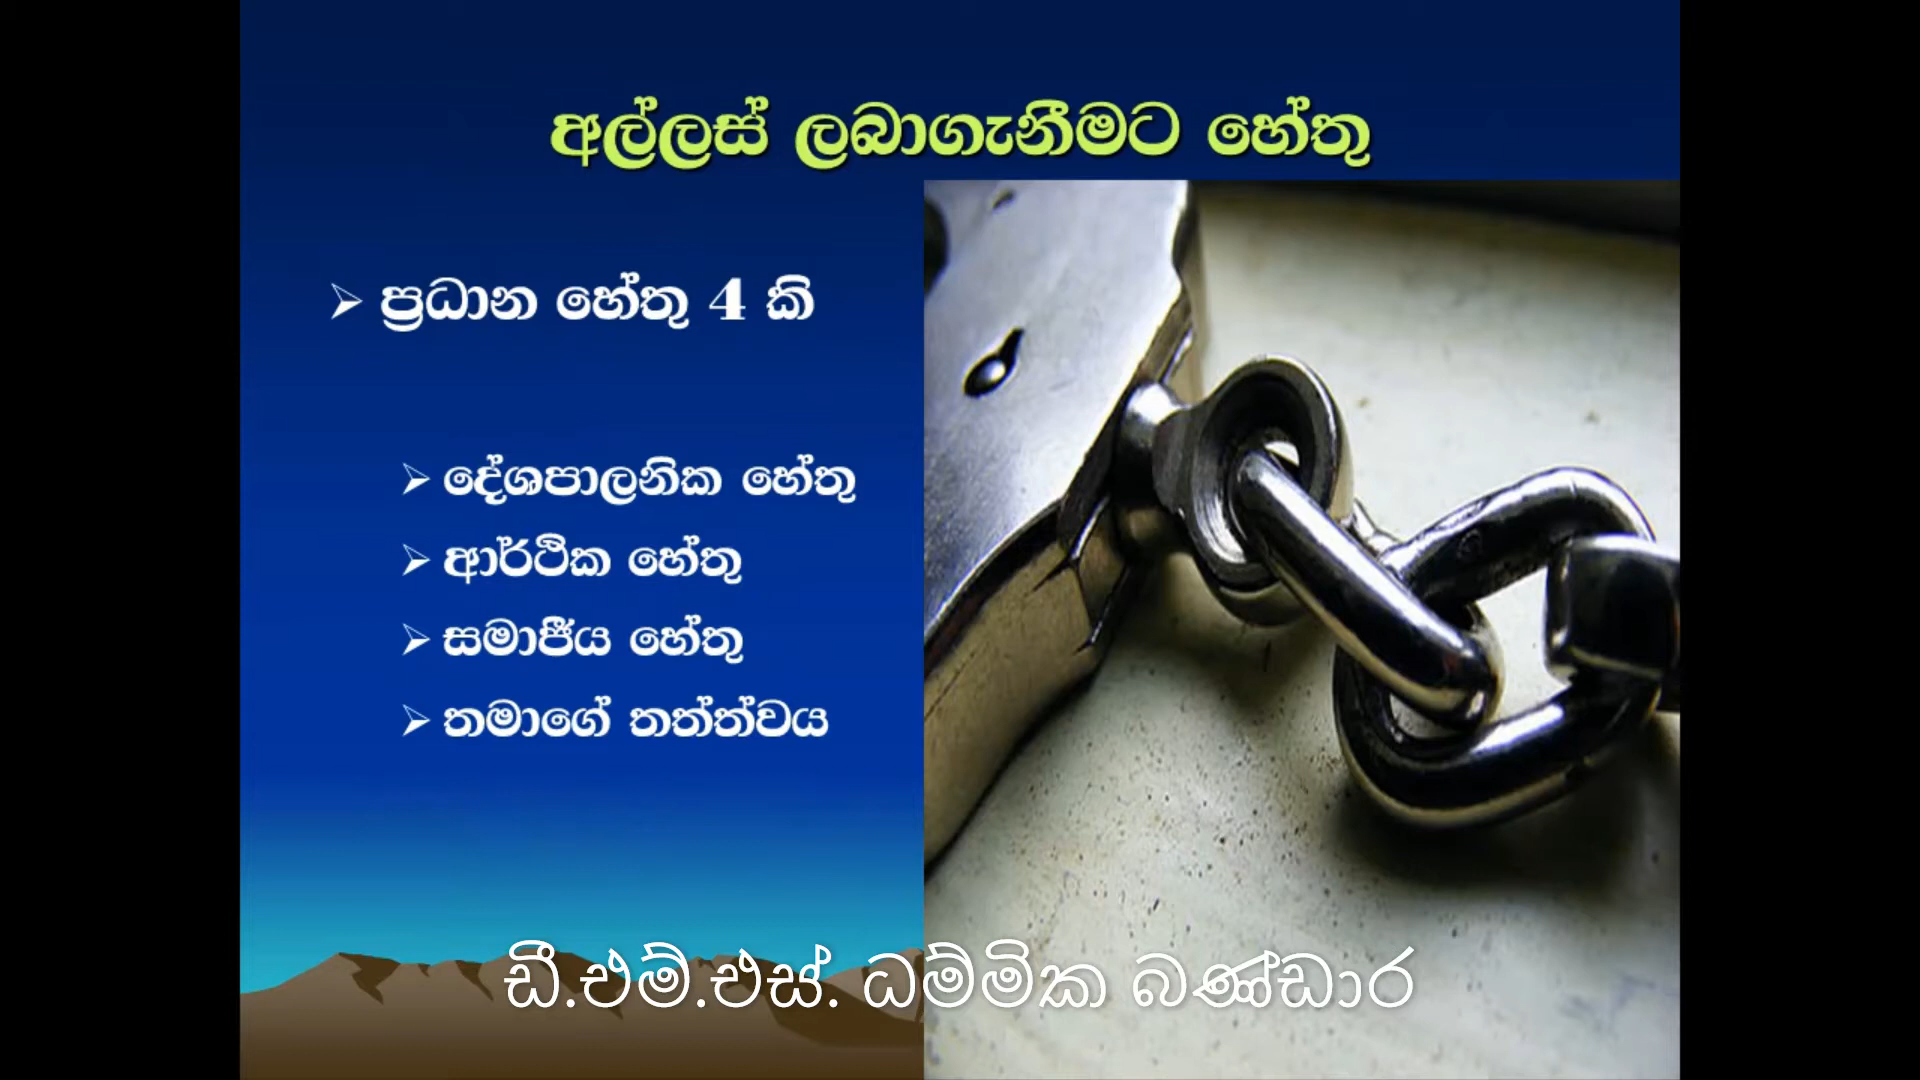 අල්ලස් ලබාගැනීමට හේතු
ප්‍රධාන හේතු 4 කි
දේශපාලනික හේතු
ආර්ථික හේතු
සමාජීය හේතු
තමාගේ තත්ත්වය
ඩී.එම්.එස්. ධම්මික බණ්ඩාර